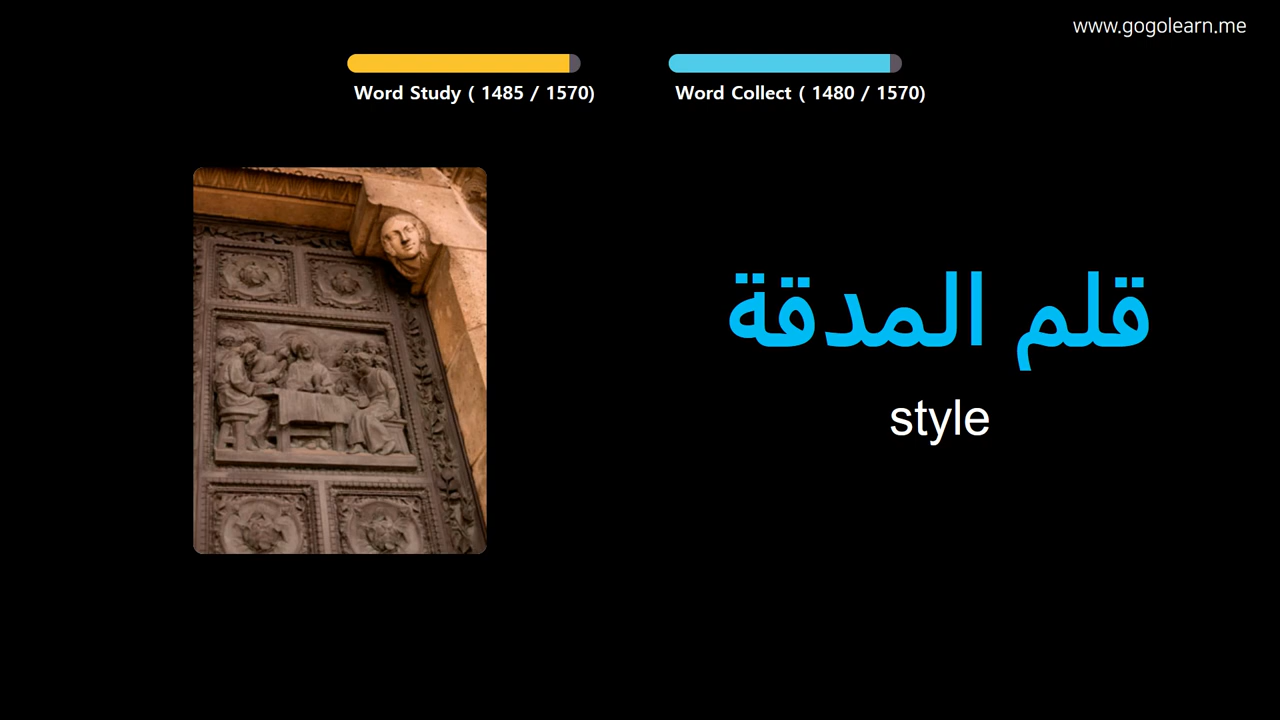 www.gogolearn.me
Word Study ( 1485 / 1570)
Word Collect ( 1480 / 1570)
قلم المدقة
style